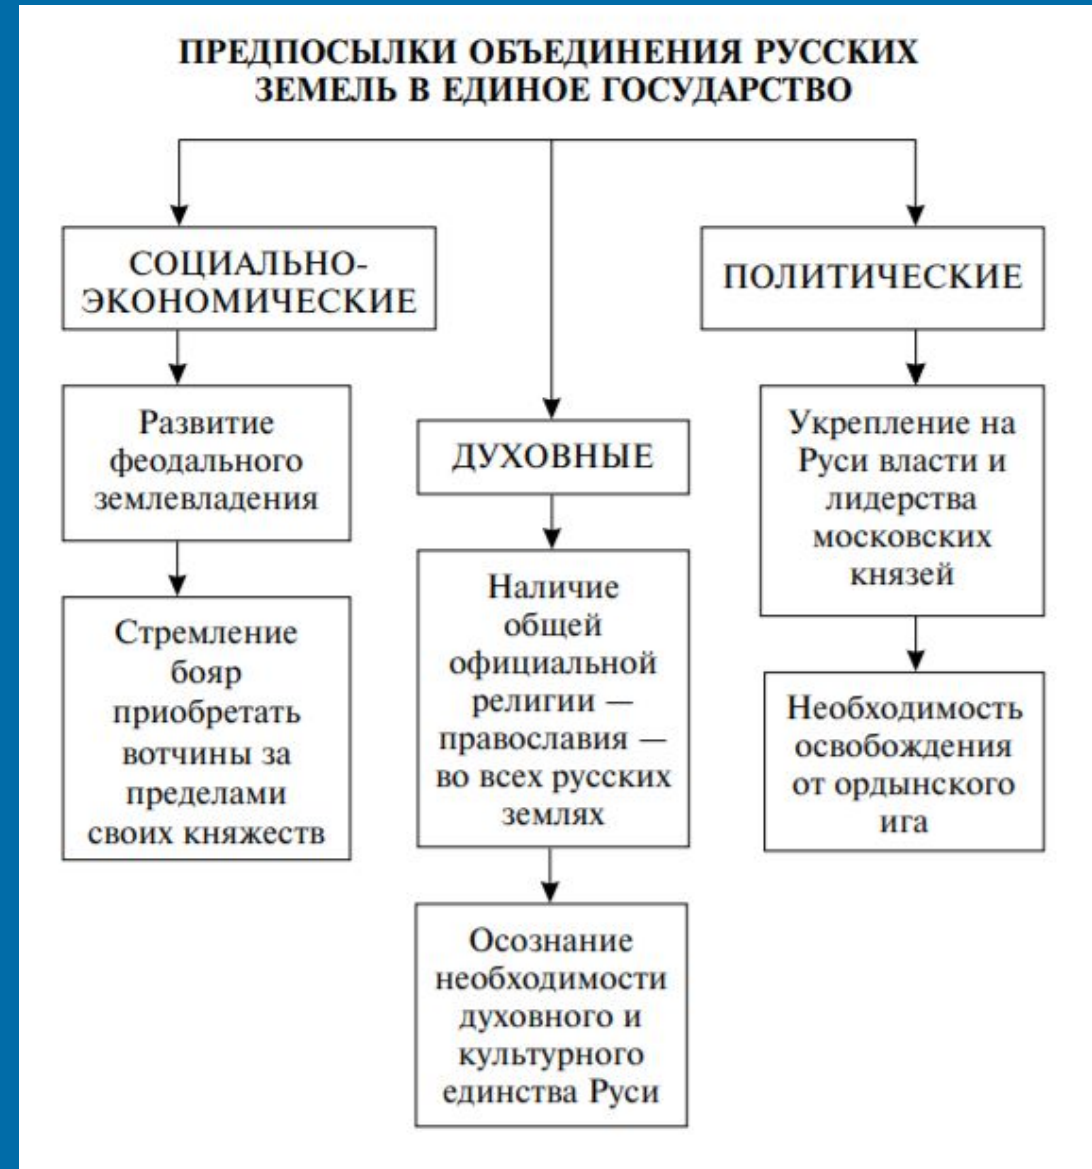 ПРЕДПОСЫЛКИ ОБЪЕДИНЕНИЯ РУССКИХ
ЗЕМЕЛЬ В ЕДИНОЕ ГОСУДАРСТВО
СОЦИАЛЬНО-
ЭКОНОМИЧЕСКИЕ
Развитие
феодального
землевладения
Стремление
бояр
приобретать
вотчины за
пределами
своих княжеств
ДУХОВНЫЕ
Наличие
общей
официальной
религии —
православия —
во всех русских
землях
Осознание
необходимости
духовного и
культурного
единства Руси
ПОЛИТИЧЕСКИЕ
Укрепление на
Руси власти и
лидерства
московских
князей
Необходимость
освобождения
от ордынского
ига